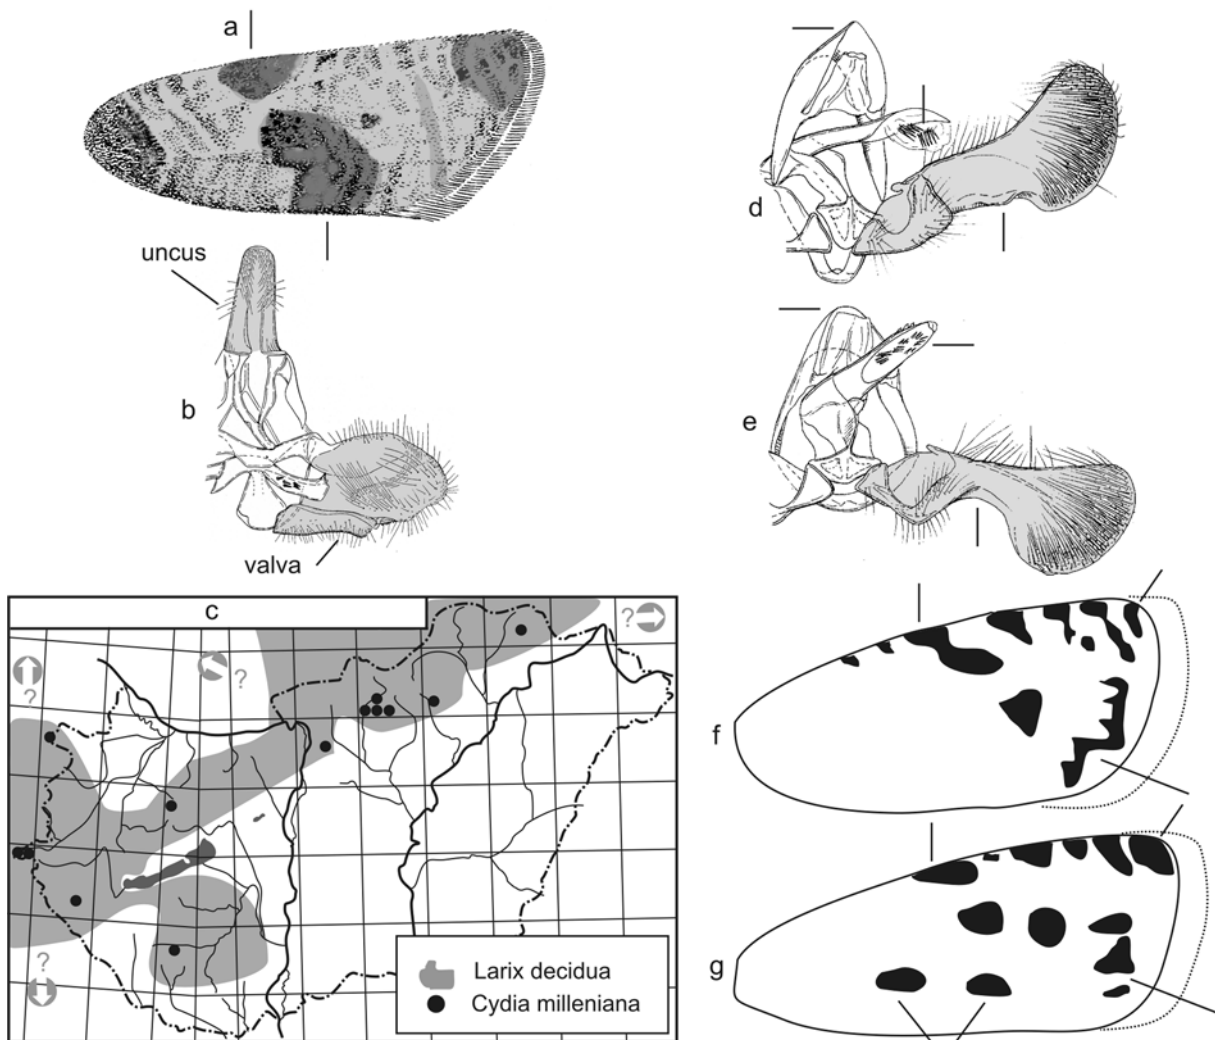 a
uncus
b
valva
c
?
?
?
?
Larix decidua
Cydia milleniana
d
e
f
g